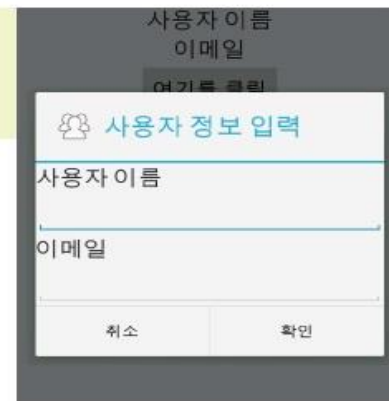 사용자 이름
이메일
여기를 클릭
사용자 정보 입력
사용자 이름
이메일
취소
확인